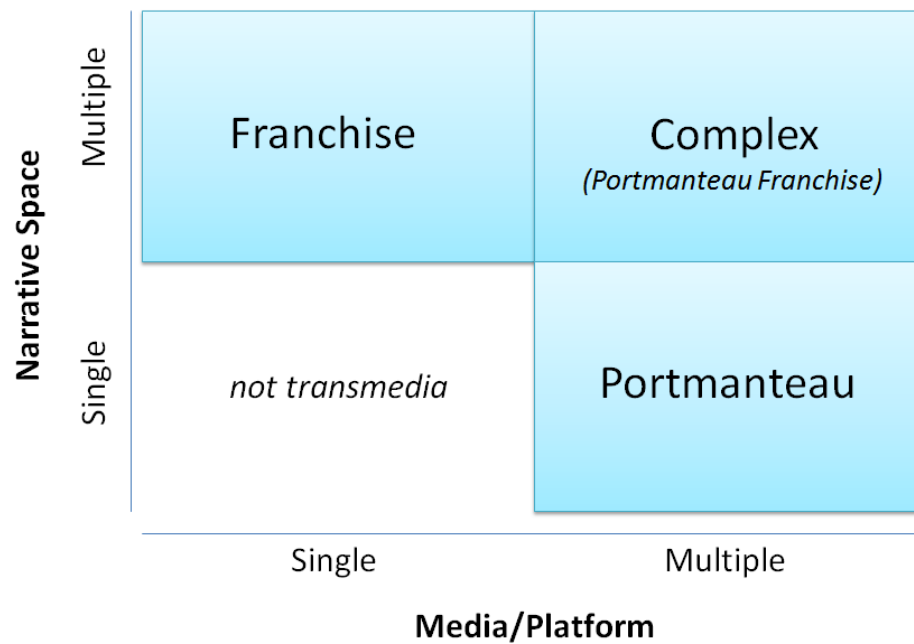 Narrative Space
Multiple
Single
Franchise
Complex
(Portmanteau Franchise)
not transmedia
Portmanteau
Single
Multiple
Media/Platform